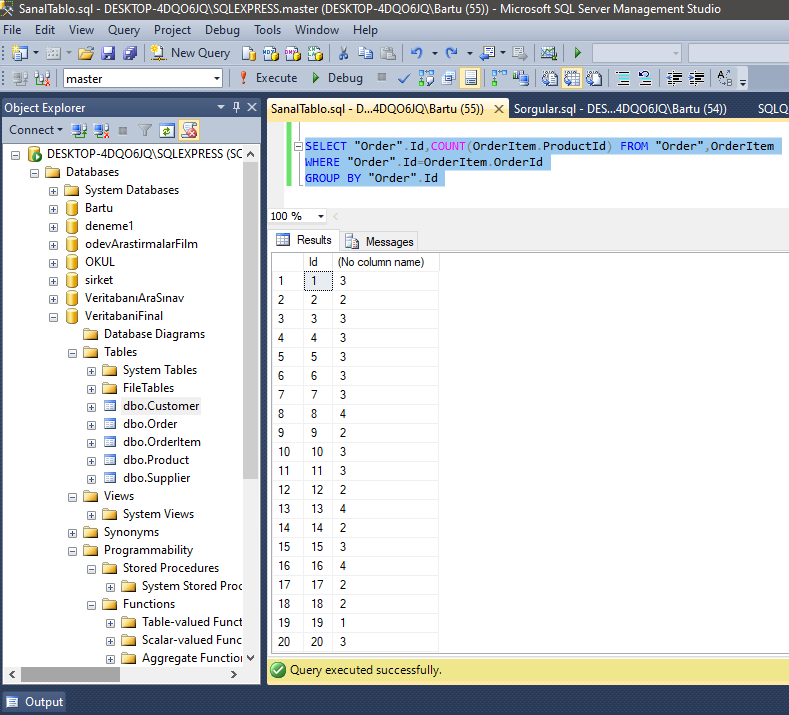 SanalTablo.sql - DESKTOP-4DQO6JQ\SQLEXPRESS.master (DESKTOP-4DQO6JQ\Bartu (55)) - Microsoft SQL Server Management Studio
File Edit View Query Project Debug Tools Window Help
New Query
master Execute Debug
Object Explorer
Connect
DESKTOP-4DQO6JQ\SQLEXPRESS (SC
Databases
System Databases
Bartu
deneme1
odevArastirmalarFilm
OKUL
sirket
VeritabanıAraSınav
VeritabaniFinal
Database Diagrams
Tables
System Tables
FileTables
dbo.Customer
dbo.Order
dbo.OrderItem
dbo.Product
dbo.Supplier
Views
System Views
Synonyms
Programmability
Stored Procedures
System Stored Proc
Functions
Table-valued Funct
Scalar-valued Func
Aggregate Function
SanalTablo.sql - D...4DQO6JQ\Bartu (55)) Sorgular.sql - DES...4DQO6JQ\Bartu (54)) SQLQ
SELECT "Order".Id,COUNT(OrderItem.ProductId) FROM "Order",OrderItem
WHERE "Order".Id=OrderItem.OrderId
GROUP BY "Order".Id
100 %
Results Messages
Id (No column name)
1 1 3
2 2 2
3 3 3
4 4 3
5 5 3
6 6 3
7 7 3
8 8 4
9 9 2
10 10 3
11 11 3
12 12 2
13 13 4
14 14 2
15 15 3
16 16 4
17 17 2
18 18 2
19 19 1
20 20 3
Query executed successfully.
Output